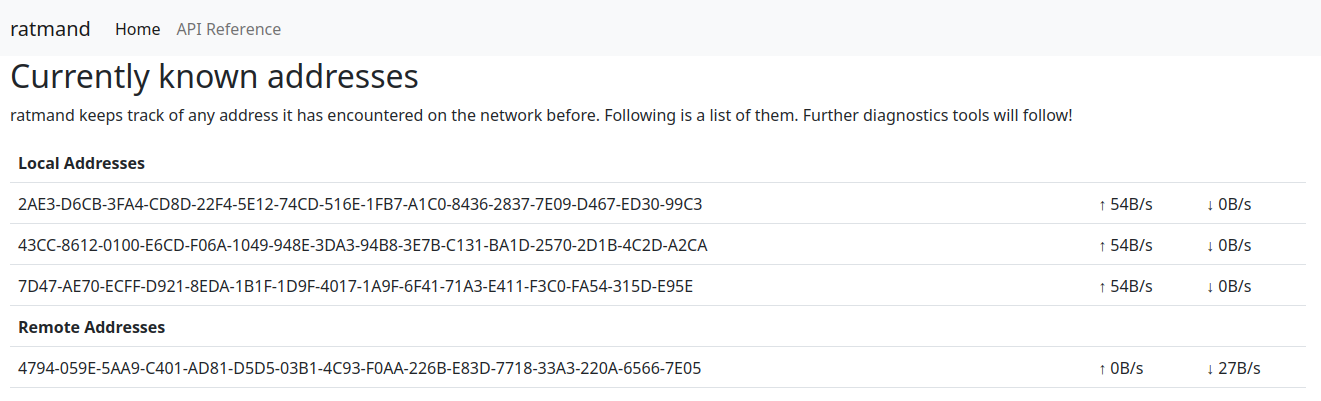 ratmand Home API Reference
Currently known addresses
ratmand keeps track of any address it has encountered on the network before. Following is a list of them. Further diagnostics tools will follow!
Local Addresses
2AE3-D6CB-3FA4-CD8D-22F4-5E12-74CD-516E-1FB7-A1C0-8436-2837-7E09-D467-ED30-99C3 ↑ 54B/s ↓ 0B/s
43CC-8612-0100-E6CD-F06A-1049-948E-3DA3-94B8-3E7B-C131-BA1D-2570-2D1B-4C2D-A2CA ↑ 54B/s ↓ 0B/s
7D47-AE70-ECFF-D921-8EDA-1B1F-1D9F-4017-1A9F-6F41-71A3-E411-F3C0-FA54-315D-E95E ↑ 54B/s ↓ 0B/s
Remote Addresses
4794-059E-5AA9-C401-AD81-D5D5-03B1-4C93-F0AA-226B-E83D-7718-33A3-220A-6566-7E05 ↑ 0B/s ↓ 27B/s